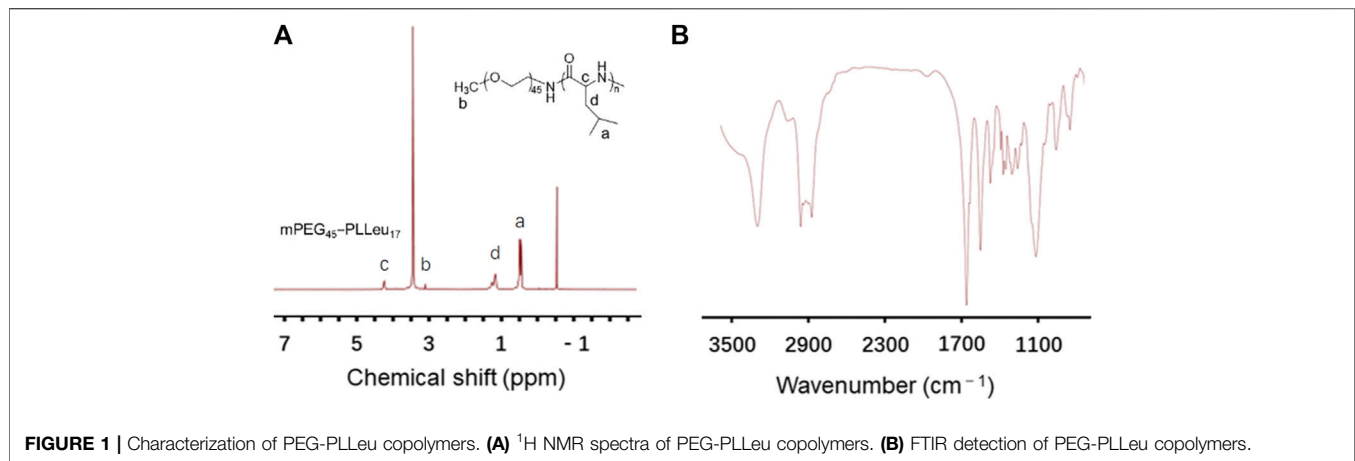 A
B
O
H
H₃C
O
45
N
H
c
N
n
b
d
a
mPEG₄₅–PLLeu₁₇
c
b
d
a
7 5 3 1 - 1
Chemical shift (ppm)
3500 2900 2300 1700 1100
Wavenumber (cm⁻¹)
FIGURE 1 | Characterization of PEG-PLLeu copolymers. (A) ¹H NMR spectra of PEG-PLLeu copolymers. (B) FTIR detection of PEG-PLLeu copolymers.